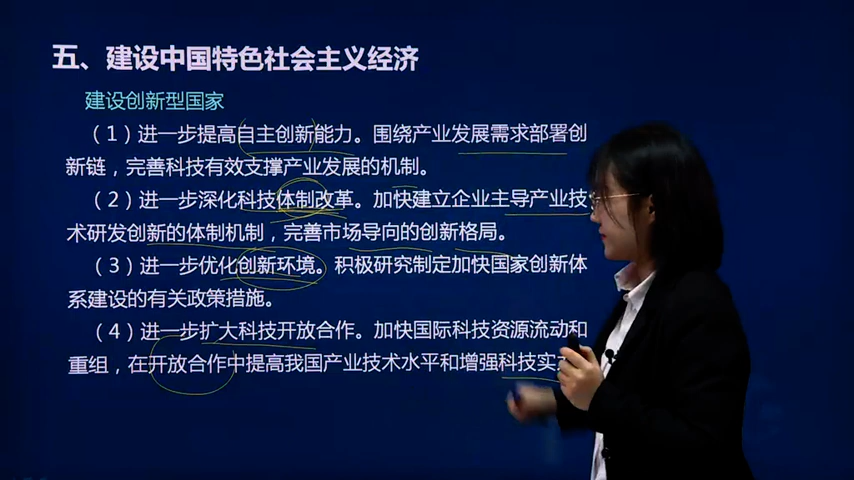 五、建设中国特色社会主义经济
建设创新型国家
（1）进一步提高自主创新能力。围绕产业发展需求部署创
新链，完善科技有效支撑产业发展的机制。
（2）进一步深化科技体制改革。加快建立企业主导产业技
术研发创新的体制机制，完善市场导向的创新格局。
（3）进一步优化创新环境。积极研究制定加快国家创新体
系建设的有关政策措施。
（4）进一步扩大科技开放合作。加快国际科技资源流动和
重组，在开放合作中提高我国产业技术水平和增强科技实